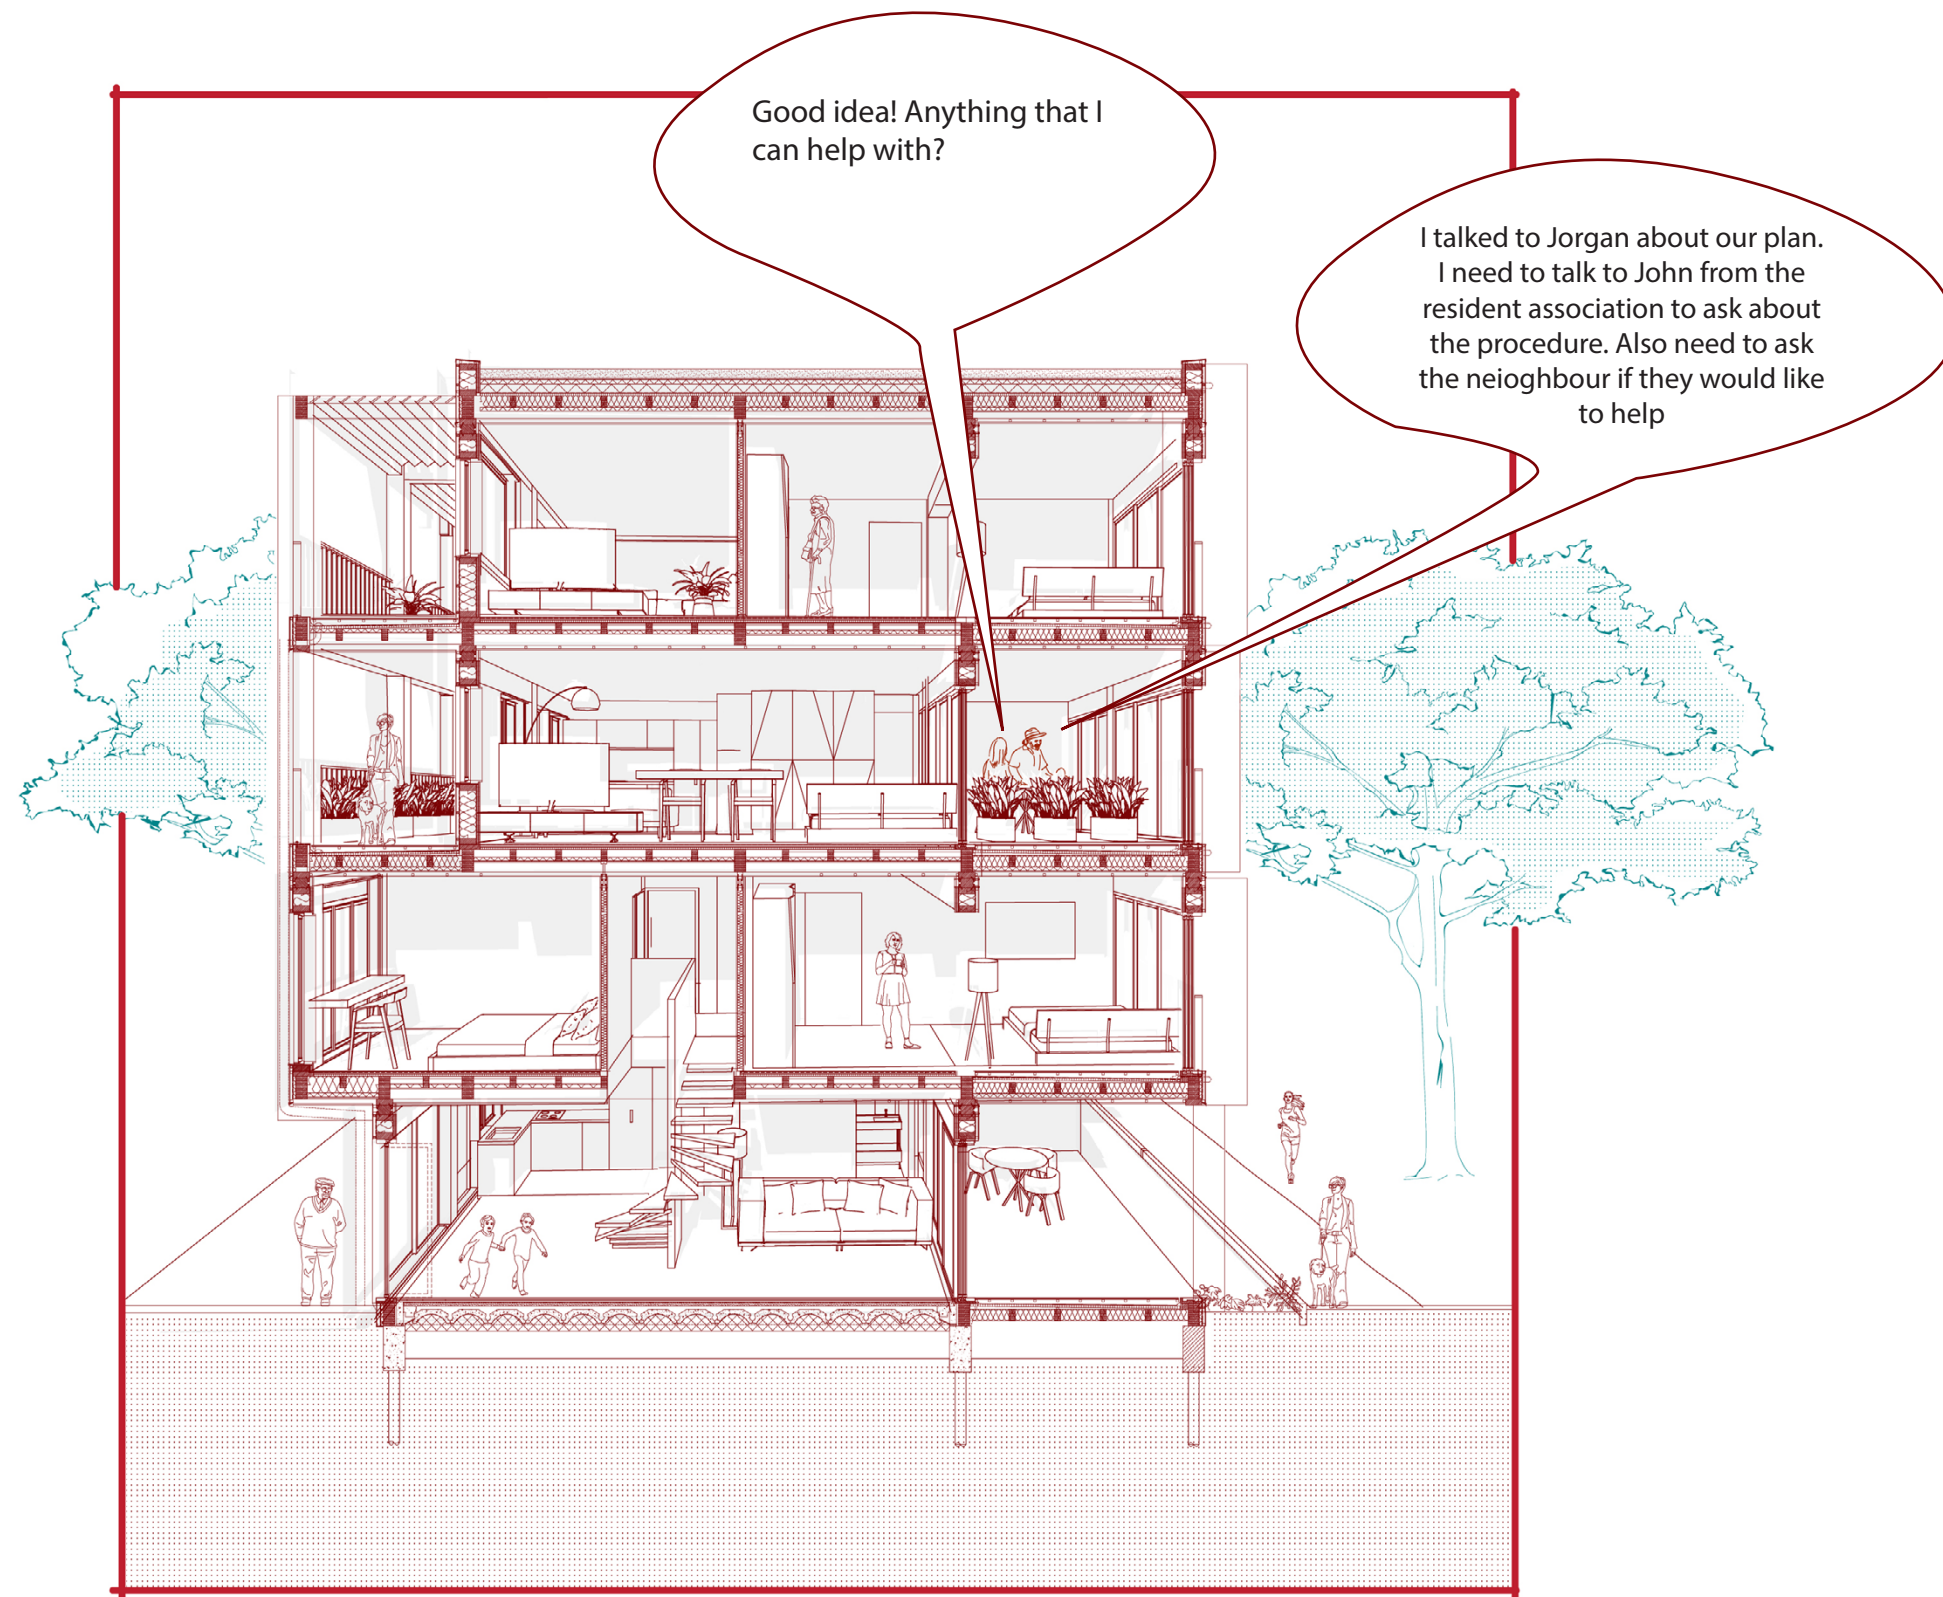 Good idea! Anything that I
can help with?
I talked to Jorgan about our plan.
I need to talk to John from the
resident association to ask about
the procedure. Also need to ask
the neioghbour if they would like
to help